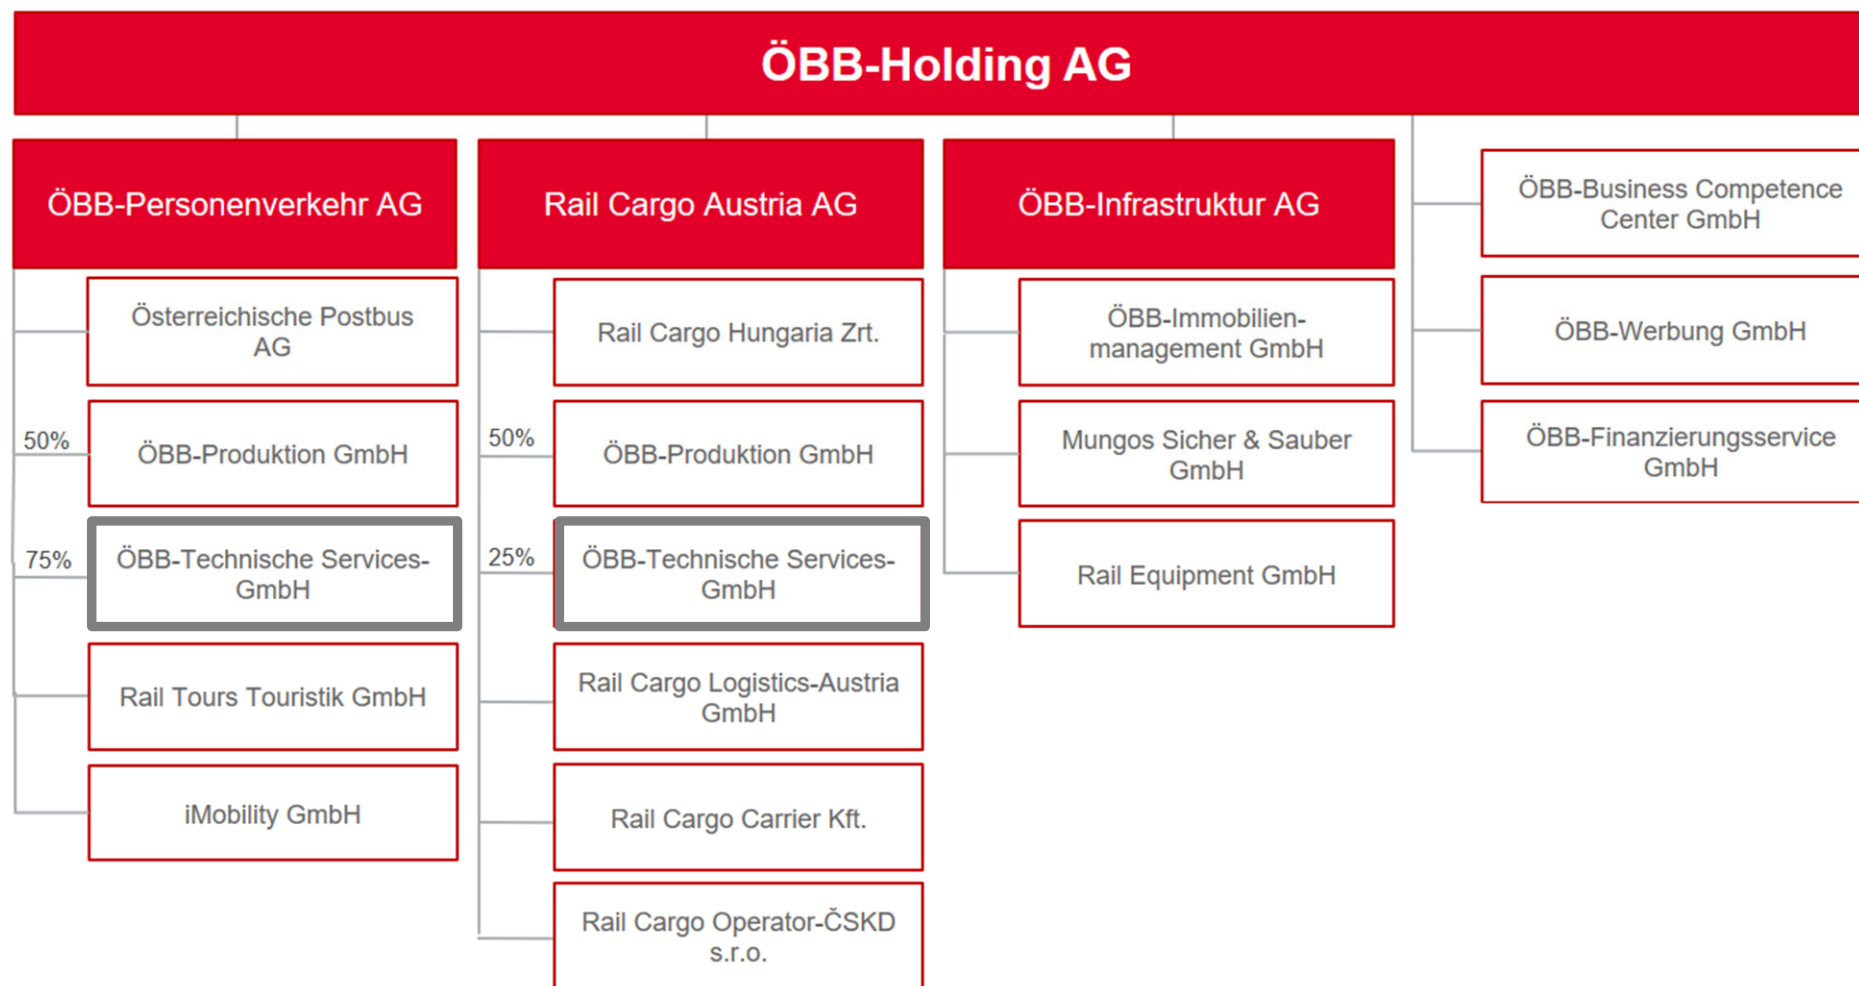 ÖBB-Holding AG
ÖBB-Personenverkehr AG
Österreichische Postbus
AG
50%
ÖBB-Produktion GmbH
75%
ÖBB-Technische Services-
GmbH
Rail Tours Touristik GmbH
iMobility GmbH
Rail Cargo Austria AG
Rail Cargo Hungaria Zrt.
50%
ÖBB-Produktion GmbH
25%
ÖBB-Technische Services-
GmbH
Rail Cargo Logistics-Austria
GmbH
Rail Cargo Carrier Kft.
Rail Cargo Operator-ČSKD
s.r.o.
ÖBB-Infrastruktur AG
ÖBB-Immobilien-
management GmbH
Mungos Sicher & Sauber
GmbH
Rail Equipment GmbH
ÖBB-Business Competence
Center GmbH
ÖBB-Werbung GmbH
ÖBB-Finanzierungsservice
GmbH